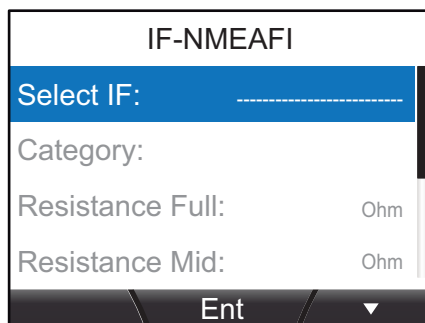 IF-NMEAFI
Select IF: --------------------------
Category:
Resistance Full: Ohm
Resistance Mid: Ohm
Ent ▼